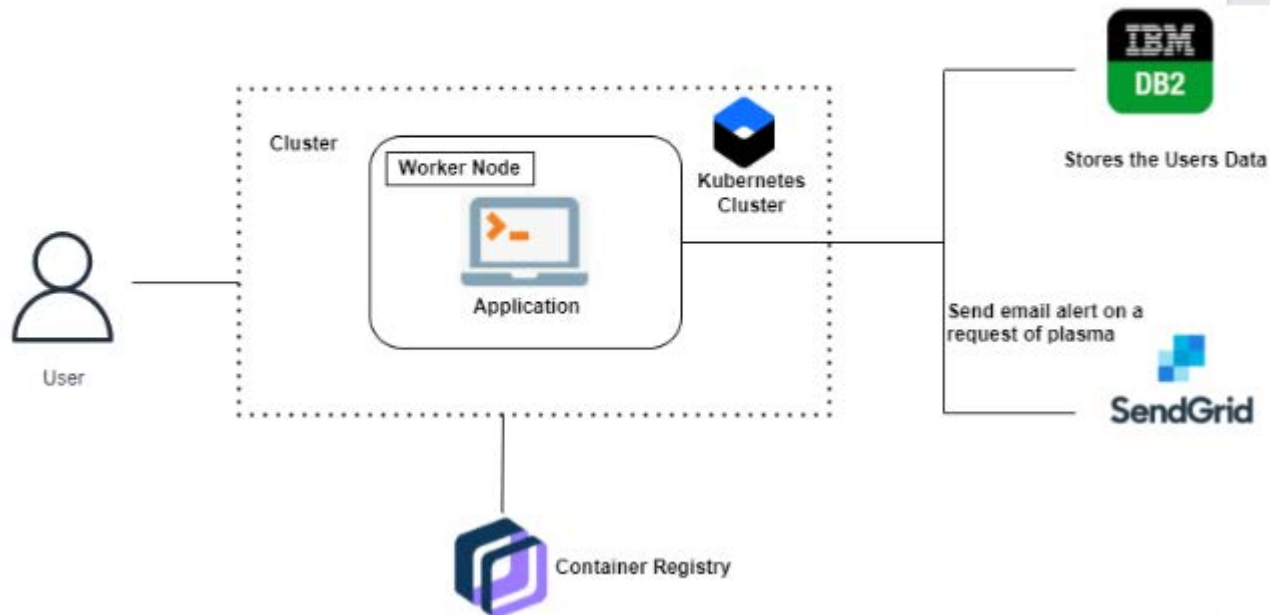 IBM
DB2
Stores the Users Data
Cluster
Worker Node
Kubernetes
Cluster
Application
User
Send email alert on a
request of plasma
SendGrid
Container Registry